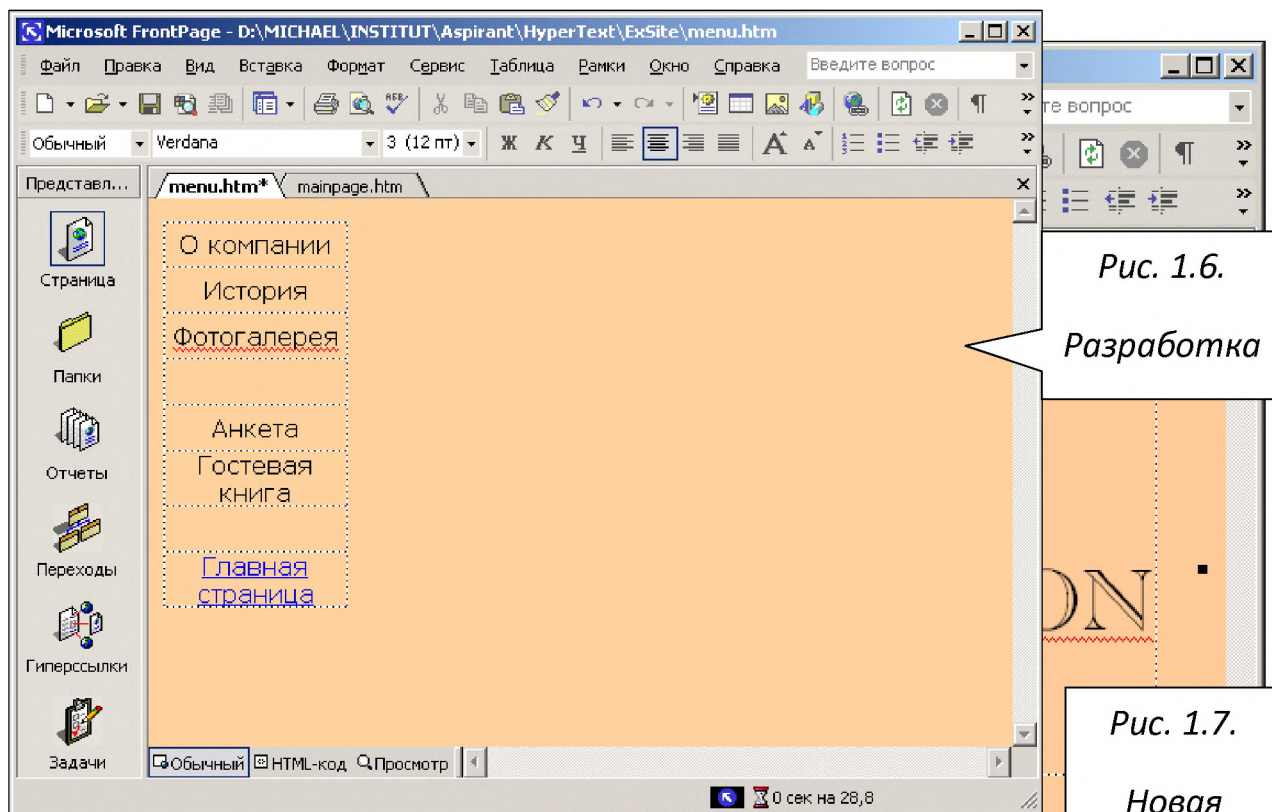 Microsoft FrontPage - D:\MICHAEL\INSTITUT\Aspirant\HyperText\ExSite\menu.htm
Файл Правка Вид Вставка Формат Сервис Таблица Рамки Окно Справка Введите вопрос
те вопрос
Обычный Verdana 3 (12 пт) Ж К Ч
Представл...
menu.htm* mainpage.htm
Страница
Папки
Отчеты
Переходы
Гиперссылки
Задачи
О компании
История
Фотогалерея
Анкета
Гостевая
книга
Главная
страница
Обычный HTML-код Просмотр
0 сек на 28,8
Рис. 1.6.
Разработка
ON
Рис. 1.7.
Новая